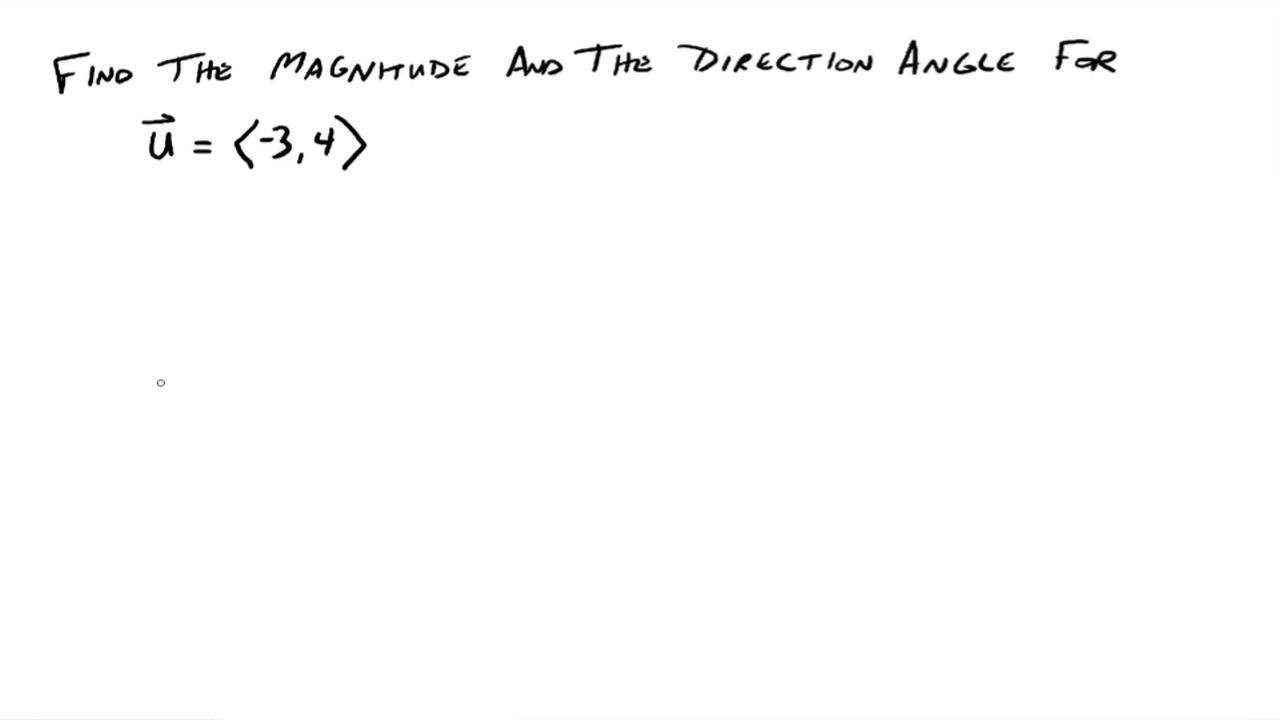 FIND THE MAGNITUDE AND THE DIRECTION ANGLE FOR
u⃗ = ⟨-3, 4⟩